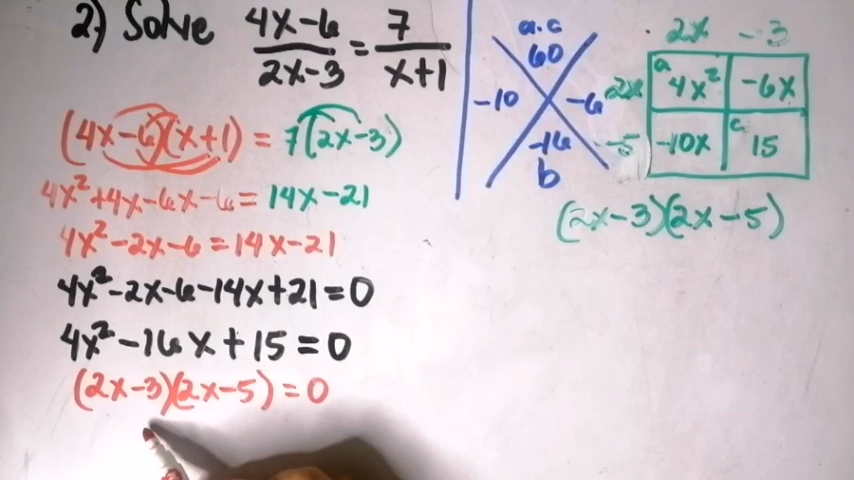 2) Solve 4x-6/2x-3 = 7/x+1
(4x-6)(x+1) = 7(2x-3)
4x²+4x-6x-6 = 14x-21
4x²-2x-6 = 14x-21
4x²-2x-6-14x+21=0
4x²-16x+15=0
(2x-3)(2x-5)=0
a.c
60
-10 -6
-16
b
2x -3
2x a 4x² -6x
-5 -10x c 15
(2x-3)(2x-5)